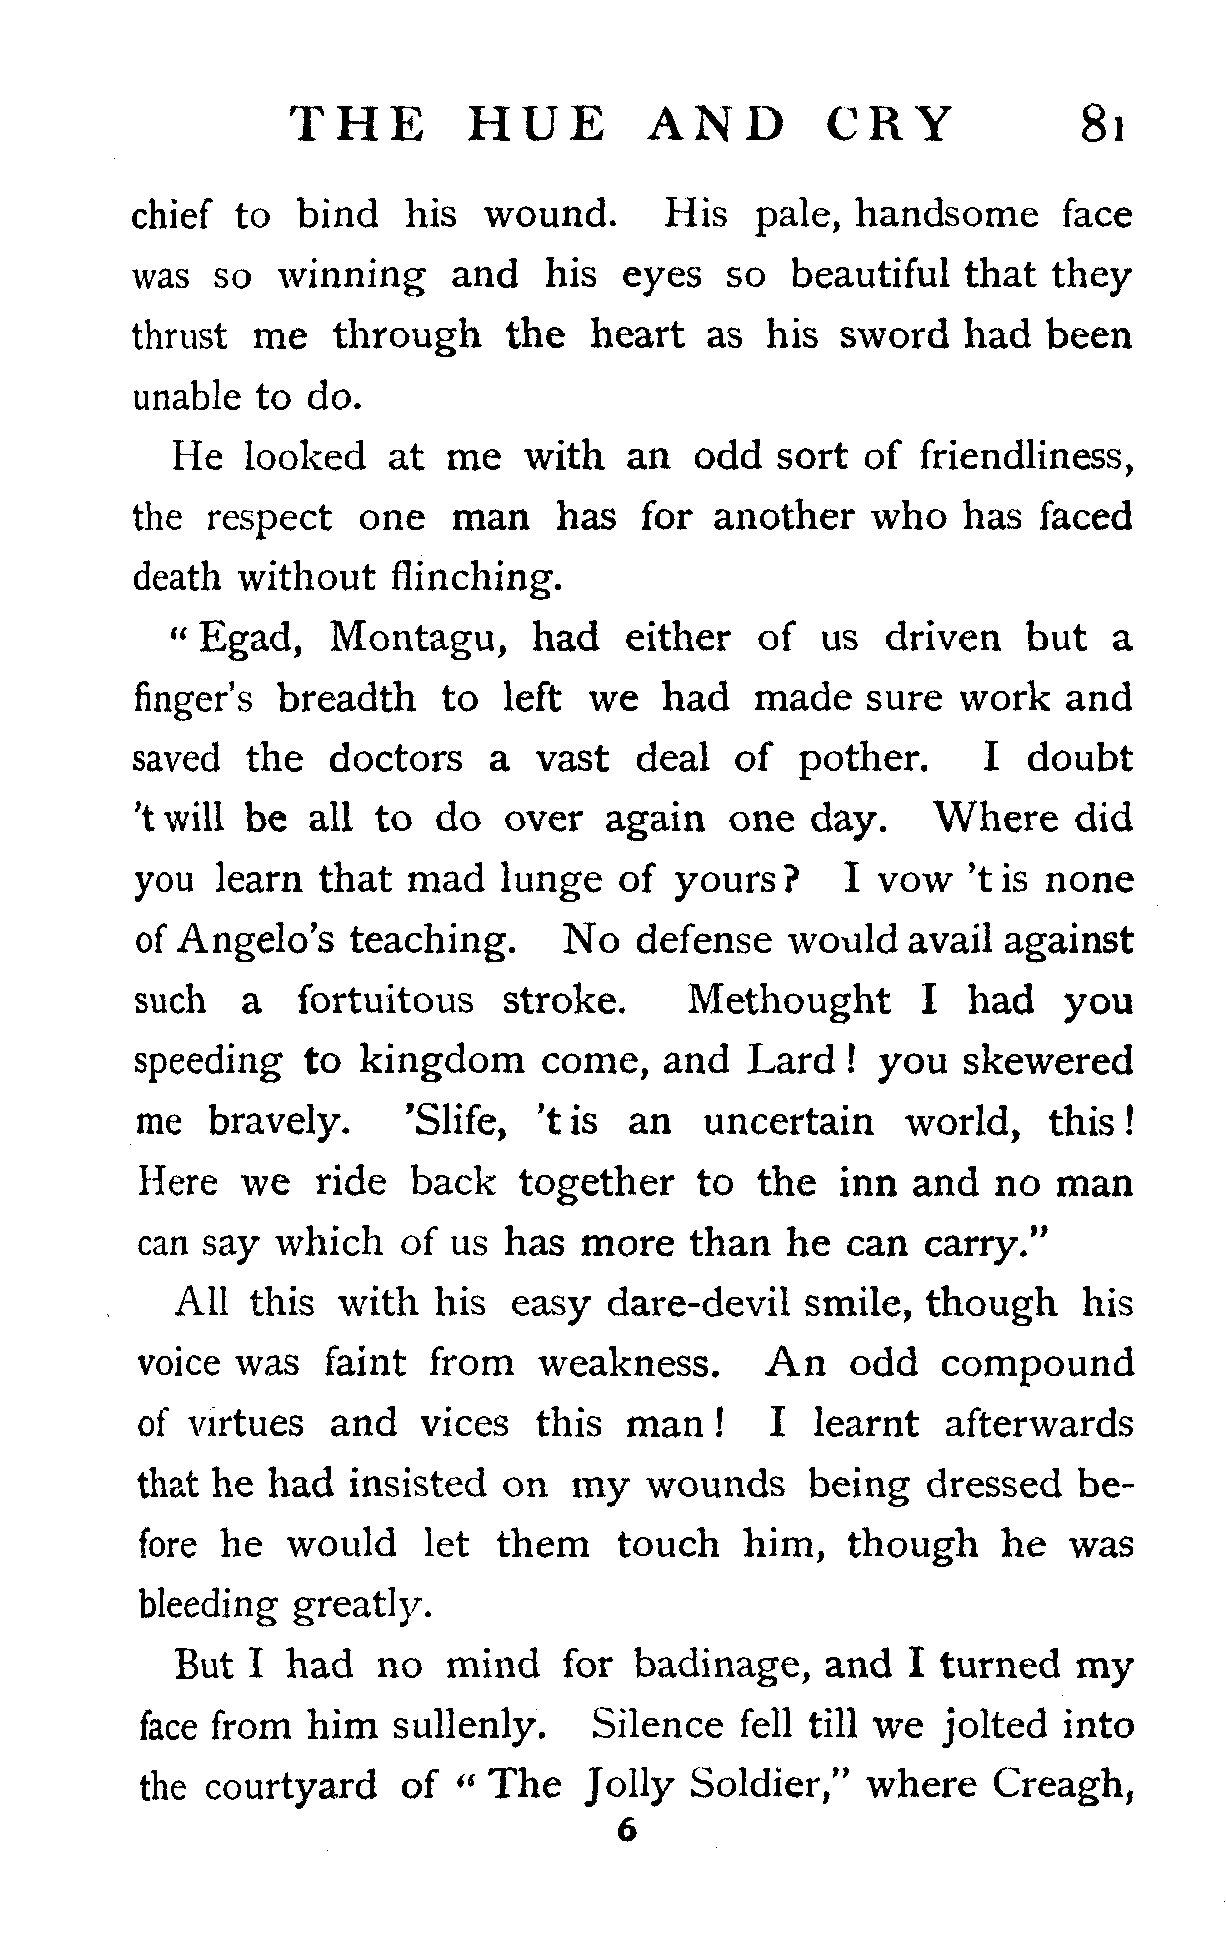 THE HUE AND CRY 81
chief to bind his wound. His pale, handsome face
was so winning and his eyes so beautiful that they
thrust me through the heart as his sword had been
unable to do.
He looked at me with an odd sort of friendliness,
the respect one man has for another who has faced
death without flinching.
“ Egad, Montagu, had either of us driven but a
finger's breadth to left we had made sure work and
saved the doctors a vast deal of pother. I doubt
't will be all to do over again one day. Where did
you learn that mad lunge of yours? I vow 't is none
of Angelo's teaching. No defense would avail against
such a fortuitous stroke. Methought I had you
speeding to kingdom come, and Lard! you skewered
me bravely. 'Slife, 't is an uncertain world, this!
Here we ride back together to the inn and no man
can say which of us has more than he can carry.”
All this with his easy dare-devil smile, though his
voice was faint from weakness. An odd compound
of virtues and vices this man! I learnt afterwards
that he had insisted on my wounds being dressed be-
fore he would let them touch him, though he was
bleeding greatly.
But I had no mind for badinage, and I turned my
face from him sullenly. Silence fell till we jolted into
the courtyard of “ The Jolly Soldier,” where Creagh,
6